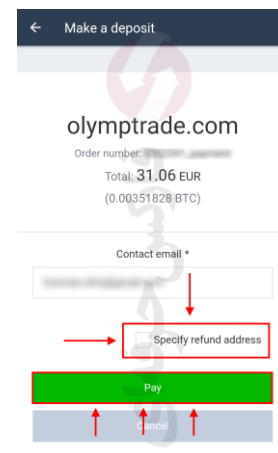 Make a deposit
olymptrade.com
Order number:
Total: 31.06 EUR
(0.00351828 BTC)
Contact email *
Specify refund address
Pay
Cancel